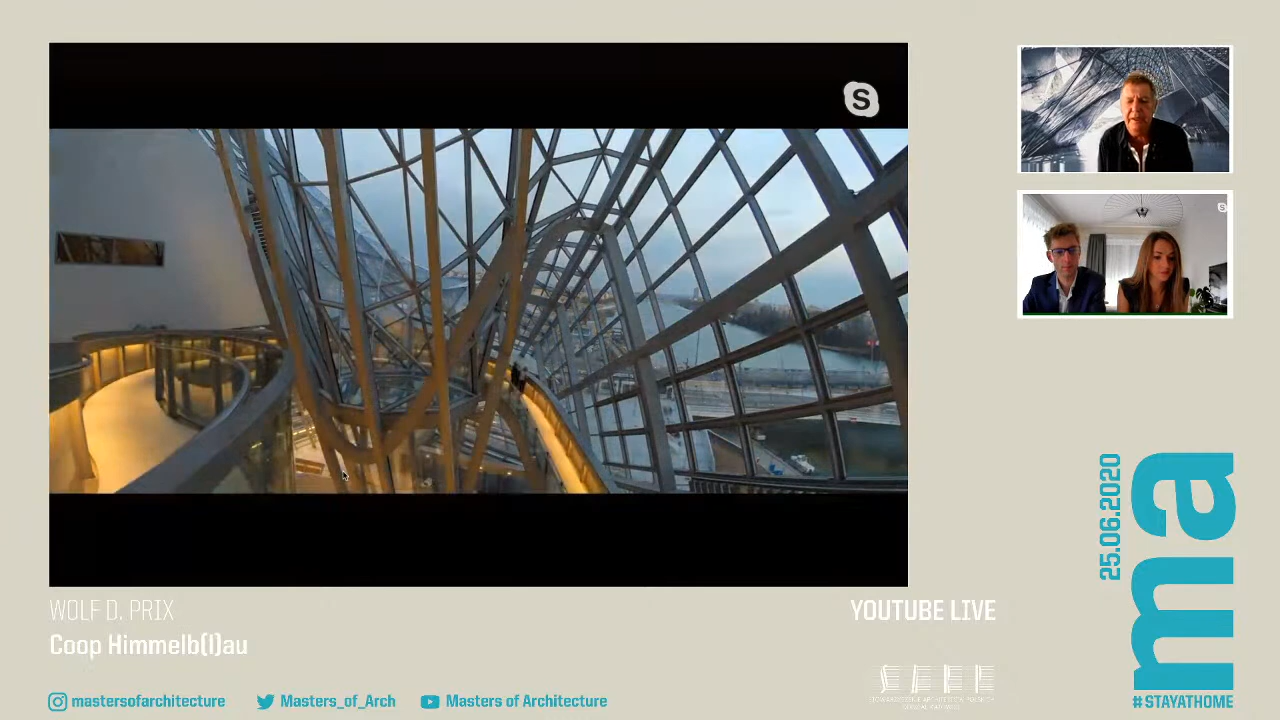 WOLF D. PRIX
Coop Himmelb(l)au
YOUTUBE LIVE
mastersofarchitecture
Masters_of_Arch
Masters of Architecture
25.06.2020
ma
#STAYATHOME